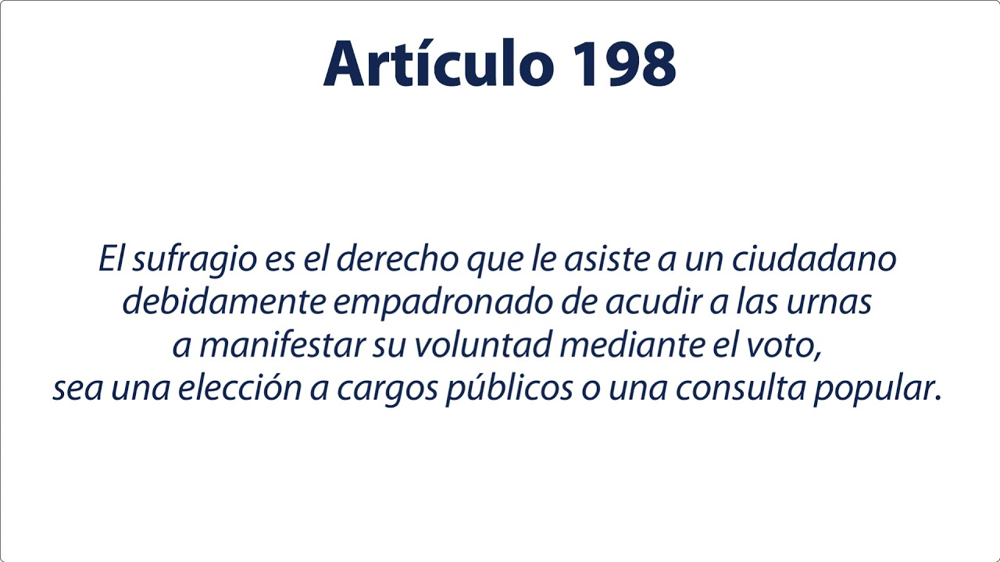 Artículo 198
El sufragio es el derecho que le asiste a un ciudadano
debidamente empadronado de acudir a las urnas
a manifestar su voluntad mediante el voto,
sea una elección a cargos públicos o una consulta popular.